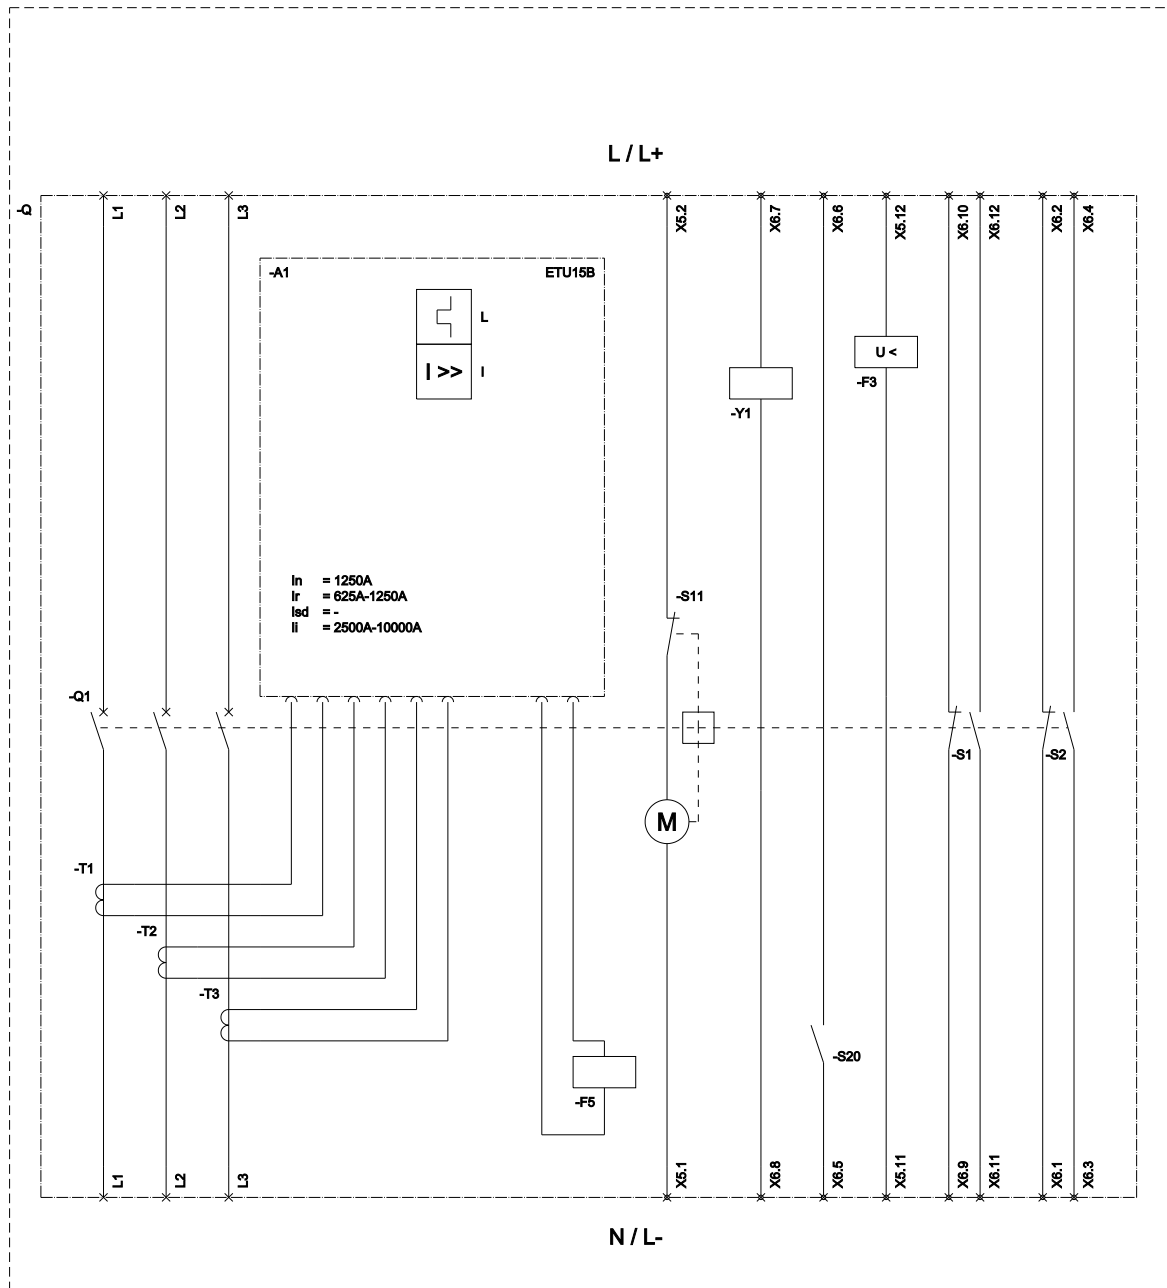 L / L+
-Q
L1
L2
L3
X5.2
X6.7
X6.6
X5.12
X6.10
X6.12
X6.2
X6.4
-A1 ETU15B
L
I >> I
U <
-F3
-Y1
In = 1250A
Ir = 625A-1250A
Isd = -
Ii = 2500A-10000A
-S11
-Q1
-S1
-S2
M
-T1
-T2
-T3
-S20
-F5
L1
L2
L3
X5.1
X6.8
X6.5
X5.11
X6.9
X6.11
X6.1
X6.3
N / L-